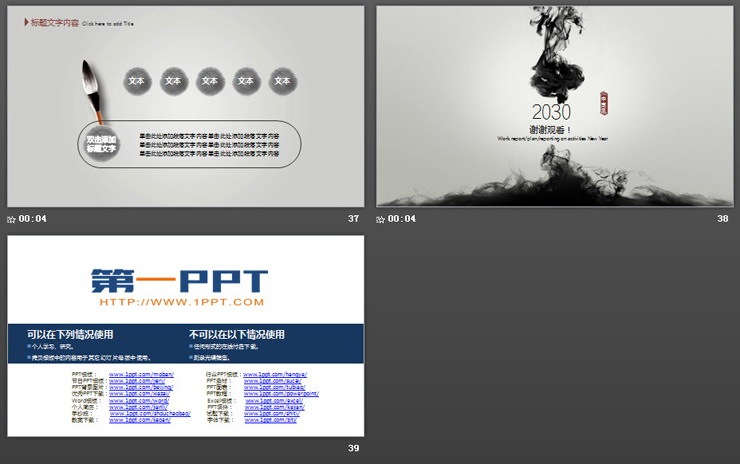 标题文字内容 Click here to add Title
文本 文本 文本 文本 文本
双击添加
标题文字
单击此处添加段落文字内容单击此处添加段落文字内容
单击此处添加段落文字内容单击此处添加段落文字内容
单击此处添加段落文字内容单击此处添加段落文字内容
00:04
37
2030
谢谢观看！
Work report/plan/reporting on activities New Year
00:04
38
第一PPT
HTTP://WWW.1PPT.COM
可以在下列情况使用
个人学习、研究。
拷贝模板中的内容用于其它幻灯片母版中使用。
不可以在以下情况使用
任何形式的在线付费下载。
刻录光碟销售。
PPT模板： www.1ppt.com/moban/
行业PPT模板：www.1ppt.com/hangye/
节日PPT模板：www.1ppt.com/jieri/
PPT素材： www.1ppt.com/sucai/
PPT背景图片：www.1ppt.com/beijing/
PPT图表：www.1ppt.com/tubiao/
优秀PPT下载：www.1ppt.com/xiazai/
PPT教程：www.1ppt.com/powerpoint/
Word模板：www.1ppt.com/word/
Excel模板：www.1ppt.com/excel/
个人简历：www.1ppt.com/jianli/
PPT课件：www.1ppt.com/kejian/
手抄报：www.1ppt.com/shouchaobao/
试题下载：www.1ppt.com/shiti/
教案下载：www.1ppt.com/jiaoan/
字体下载：www.1ppt.com/ziti/
39